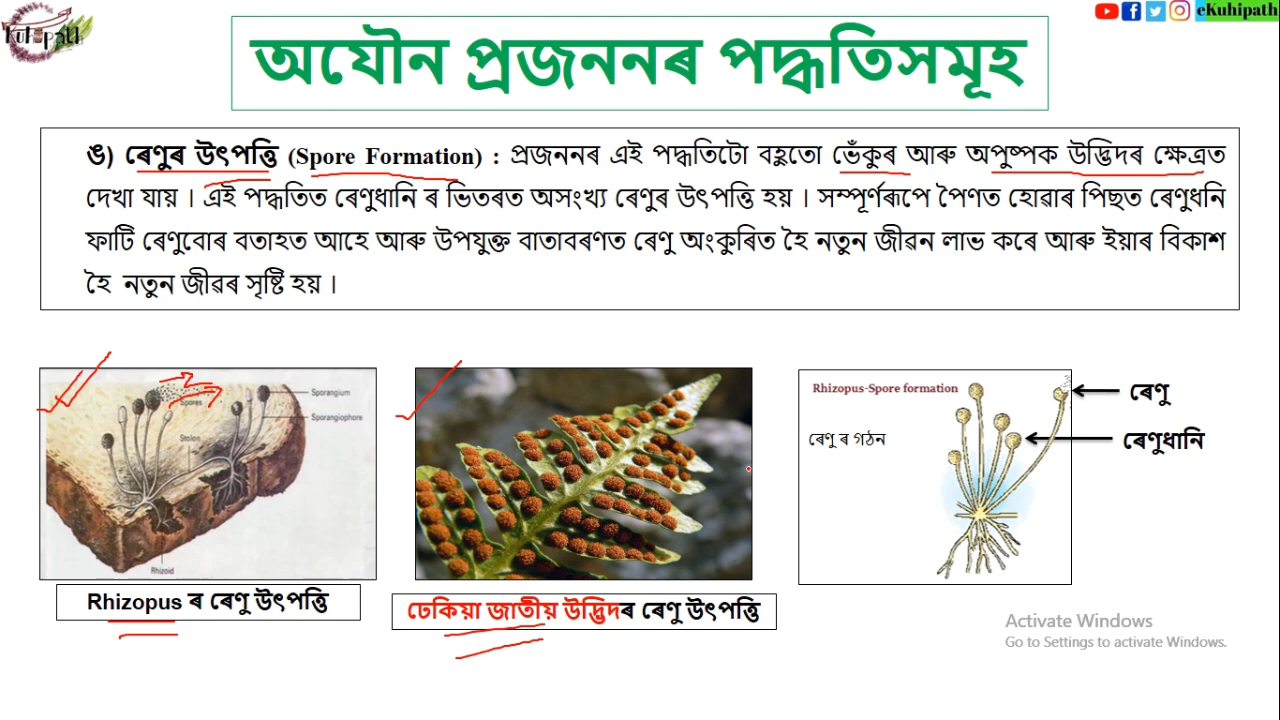 Kuhipath
eKuhipath
অযৌন প্ৰজননৰ পদ্ধতিসমূহ
ঙ) ৰেণুৰ উৎপত্তি (Spore Formation) : প্ৰজননৰ এই পদ্ধতিটো বহতো ভেঁকুৰ আৰু অপুষ্পক উদ্ভিদৰ ক্ষেত্ৰত
দেখা যায় । এই পদ্ধতিত ৰেণুধানি ৰ ভিতৰত অসংখ্য ৰেণুৰ উৎপত্তি হয় । সম্পূৰ্ণৰূপে পৈণত হোৱাৰ পিছত ৰেণুধনি
ফাটি ৰেণুবোৰ বতাহত আহে আৰু উপযুক্ত বাতাবৰণত ৰেণু অংকুৰিত হৈ নতুন জীৱন লাভ কৰে আৰু ইয়াৰ বিকাশ
হৈ নতুন জীৱৰ সৃষ্টি হয় ।
Sporangium
Spores
Sporangiophore
Stolon
Rhizoid
Rhizopus ৰ ৰেণু উৎপত্তি
ঢেকিয়া জাতীয় উদ্ভিদৰ ৰেণু উৎপত্তি
Rhizopus-Spore formation
ৰেণু ৰ গঠন
ৰেণু
ৰেণুধানি
Activate Windows
Go to Settings to activate Windows.